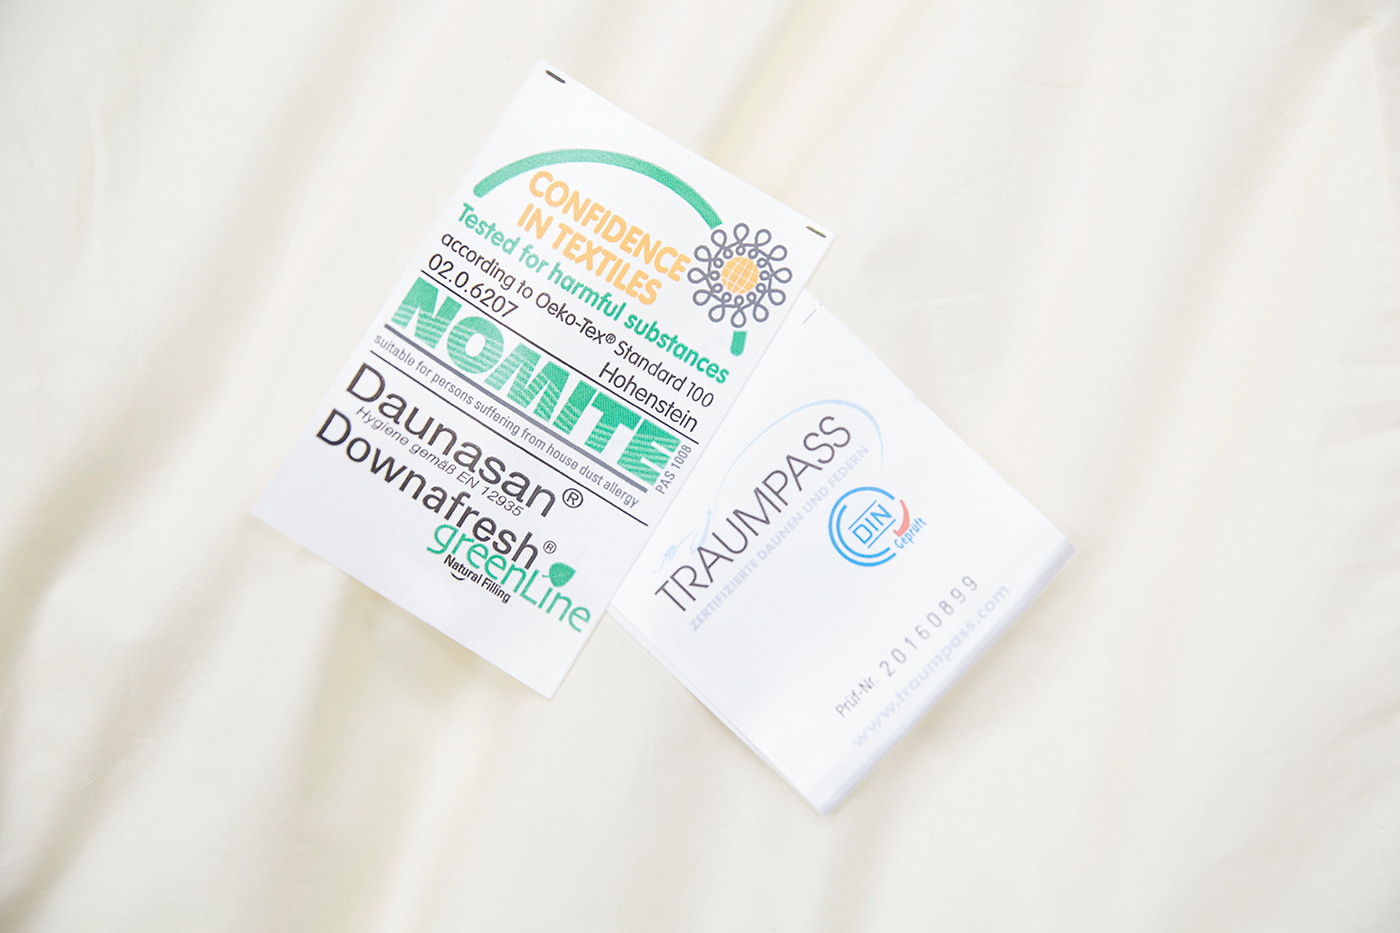 CONFIDENCE
IN TEXTILES
Tested for harmful substances
according to Oeko-Tex® Standard 100
02.0.6207
Hohenstein
NOMITE
PAS 1008
suitable for persons suffering from house dust allergy
Daunasan®
Hygiene gemäß EN 12935
Downafresh®
greenLine
Natural Filling
TRAUMPASS
ZERTIFIZIERTE DAUNEN UND FEDERN
DIN
Geprüft
Prüf-Nr. 20160899
www.traumpass.com